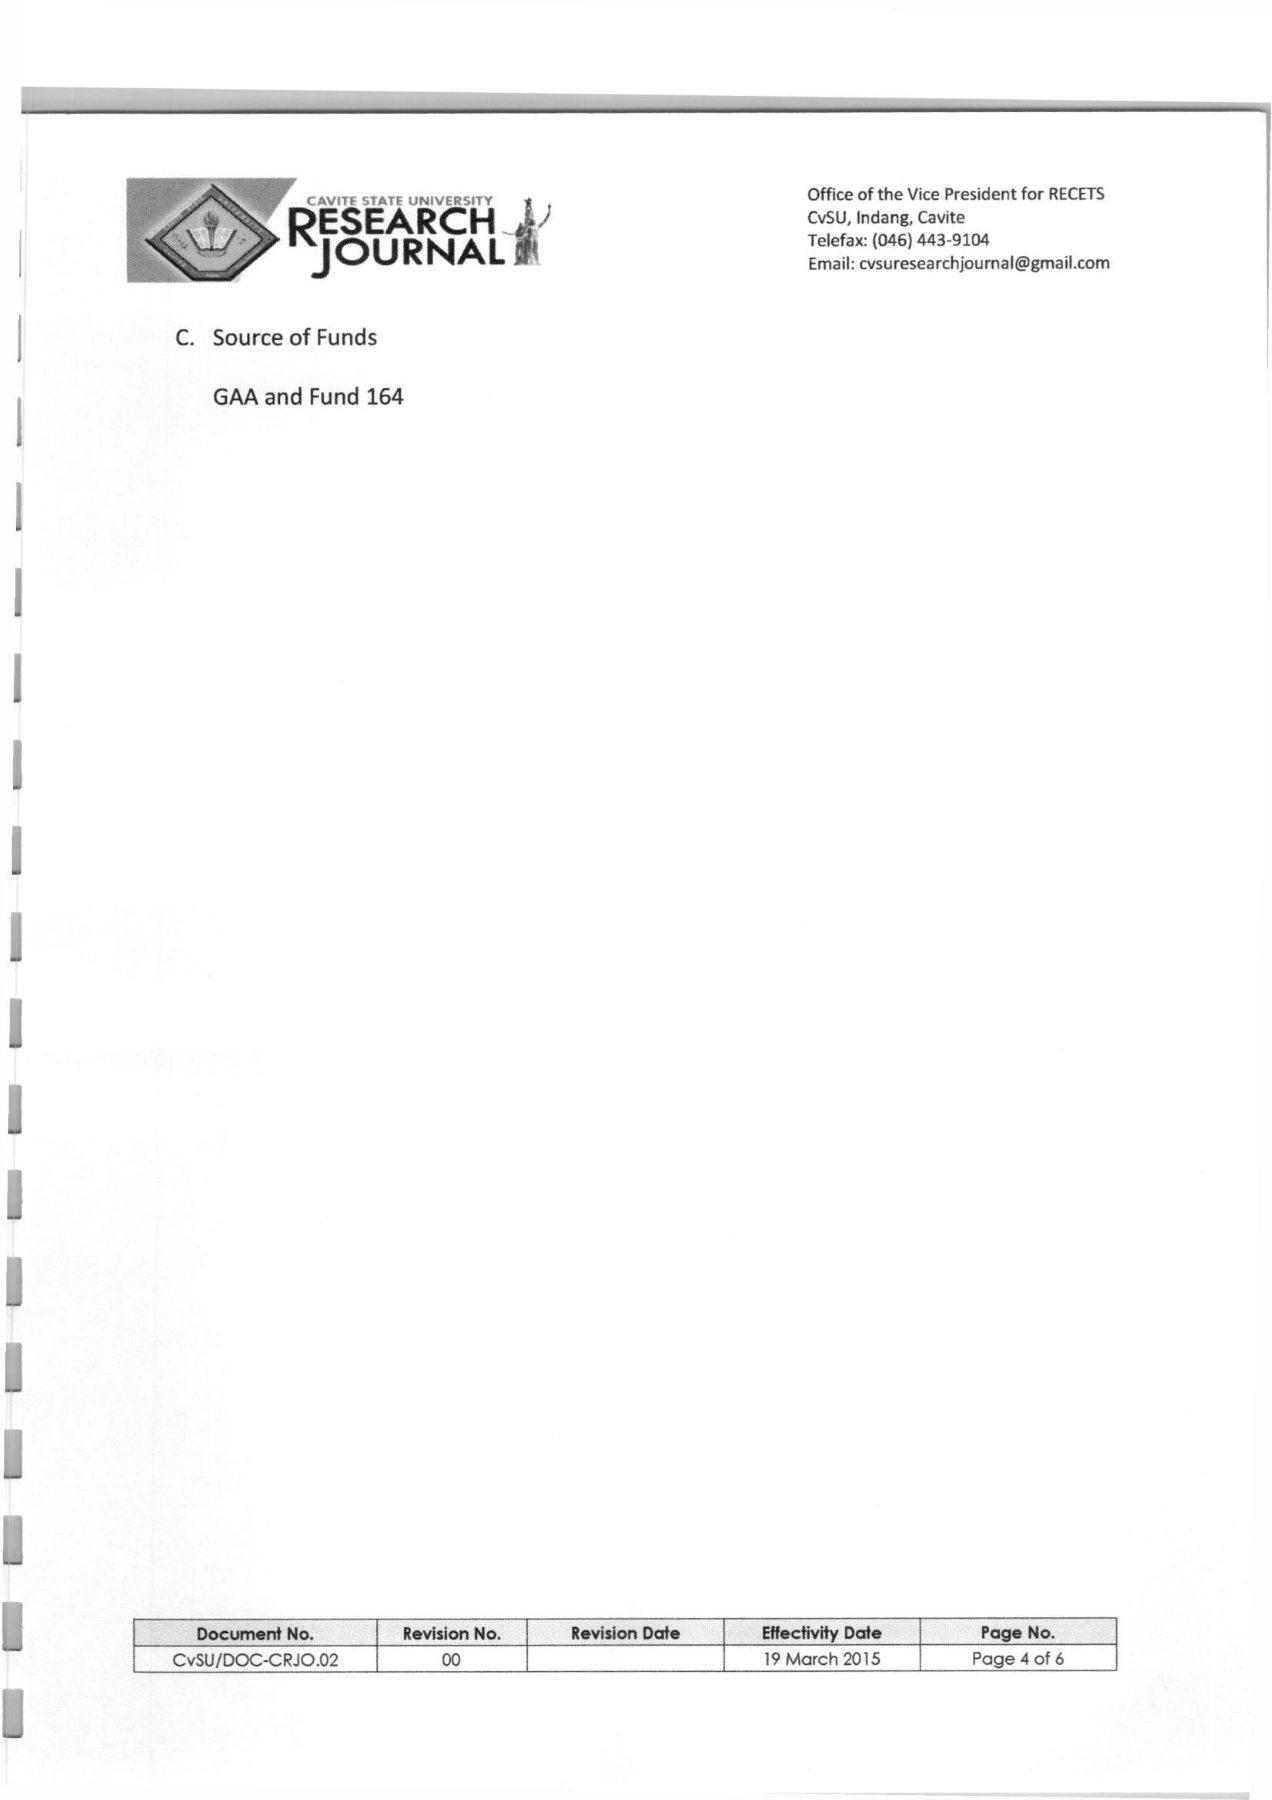 CAVITE STATE UNIVERSITY
RESEARCH
JOURNAL
Office of the Vice President for RECETS
CvSU, Indang, Cavite
Telefax: (046) 443-9104
Email: cvsuresearchjournal@gmail.com
C. Source of Funds
GAA and Fund 164
Document No. Revision No. Revision Date Effectivity Date Page No.
CvSU/DOC-CRJO.02 00 19 March 2015 Page 4 of 6